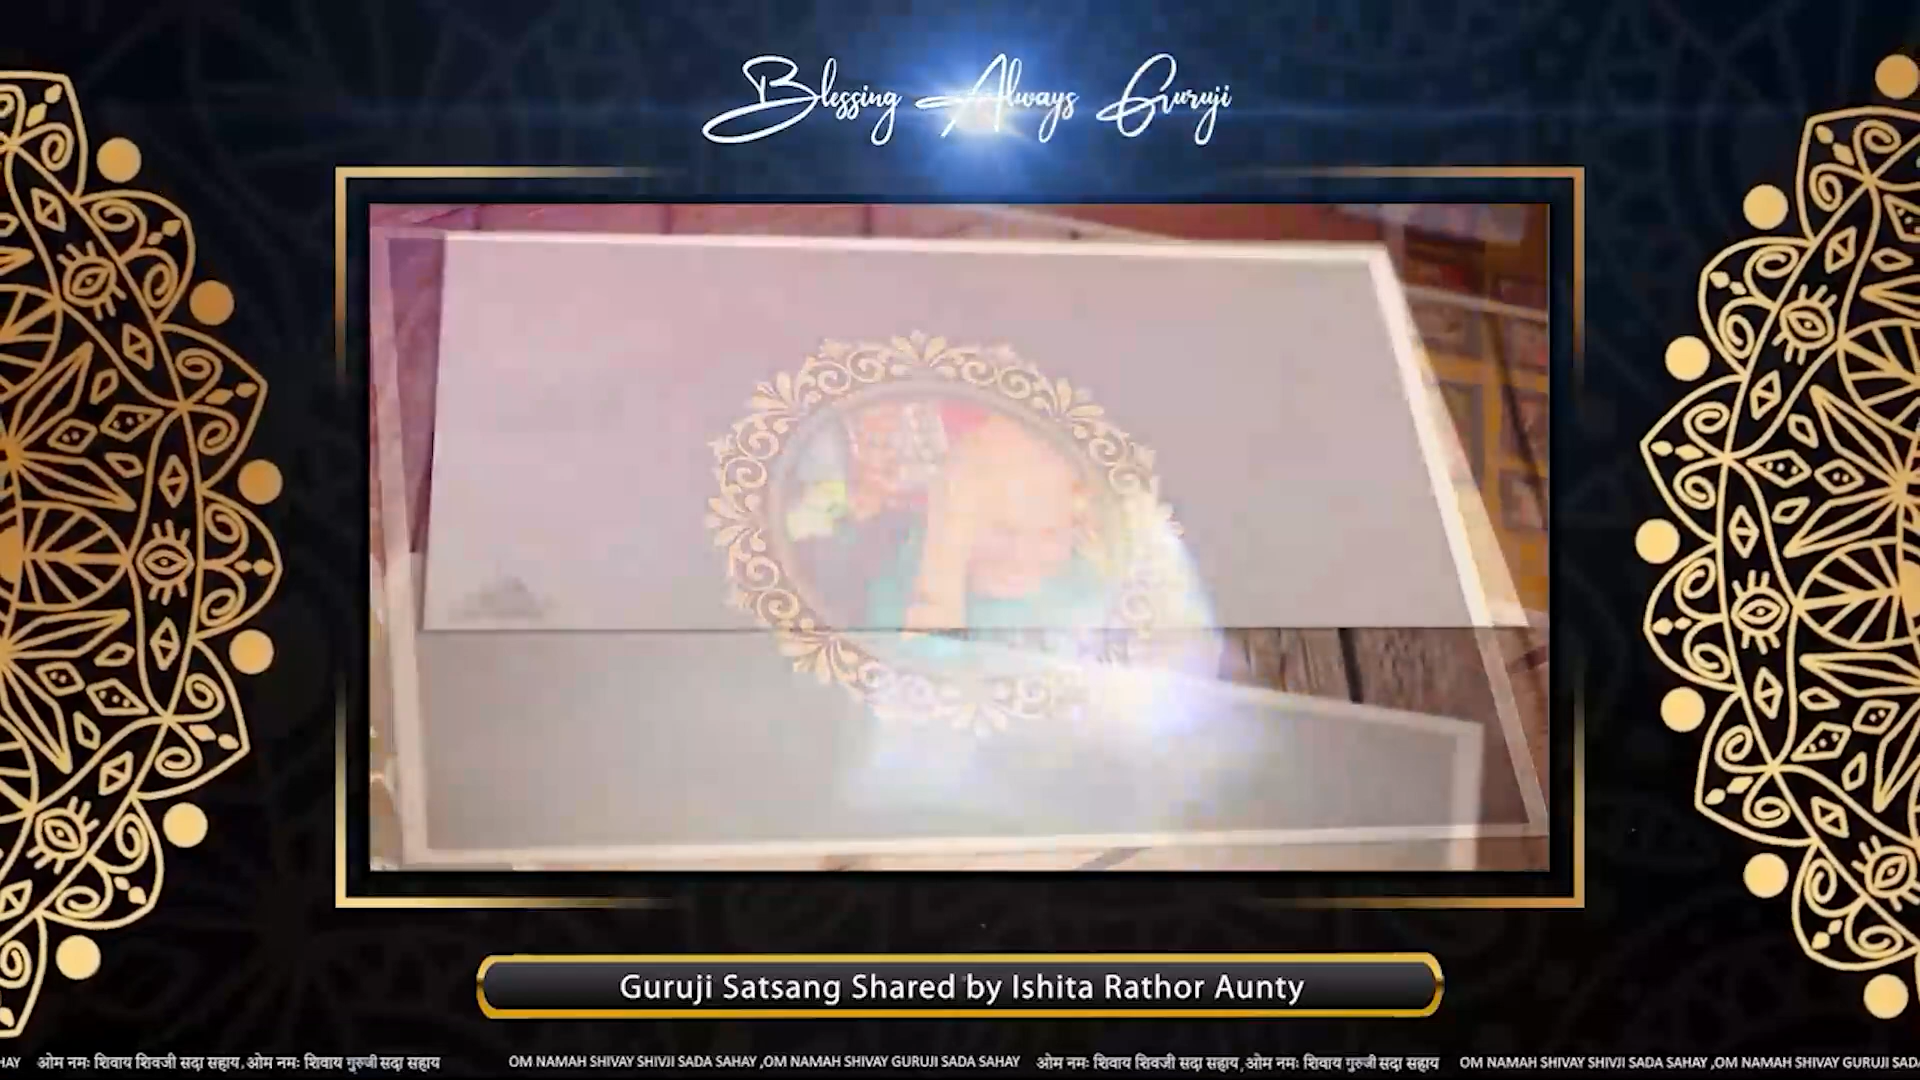 Blessing Always Guruji
Guruji Satsang Shared by Ishita Rathor Aunty
HAY ओम नमः शिवाय शिवजी सदा सहाय,ओम नमः शिवाय गुरुजी सदा सहाय OM NAMAH SHIVAY SHIVJI SADA SAHAY ,OM NAMAH SHIVAY GURUJI SADA SAHAY ओम नमः शिवाय शिवजी सदा सहाय,ओम नमः शिवाय गुरुजी सदा सहाय OM NAMAH SHIVAY SHIVJI SADA SAHAY ,OM NAMAH SHIVAY GURUJI SAD